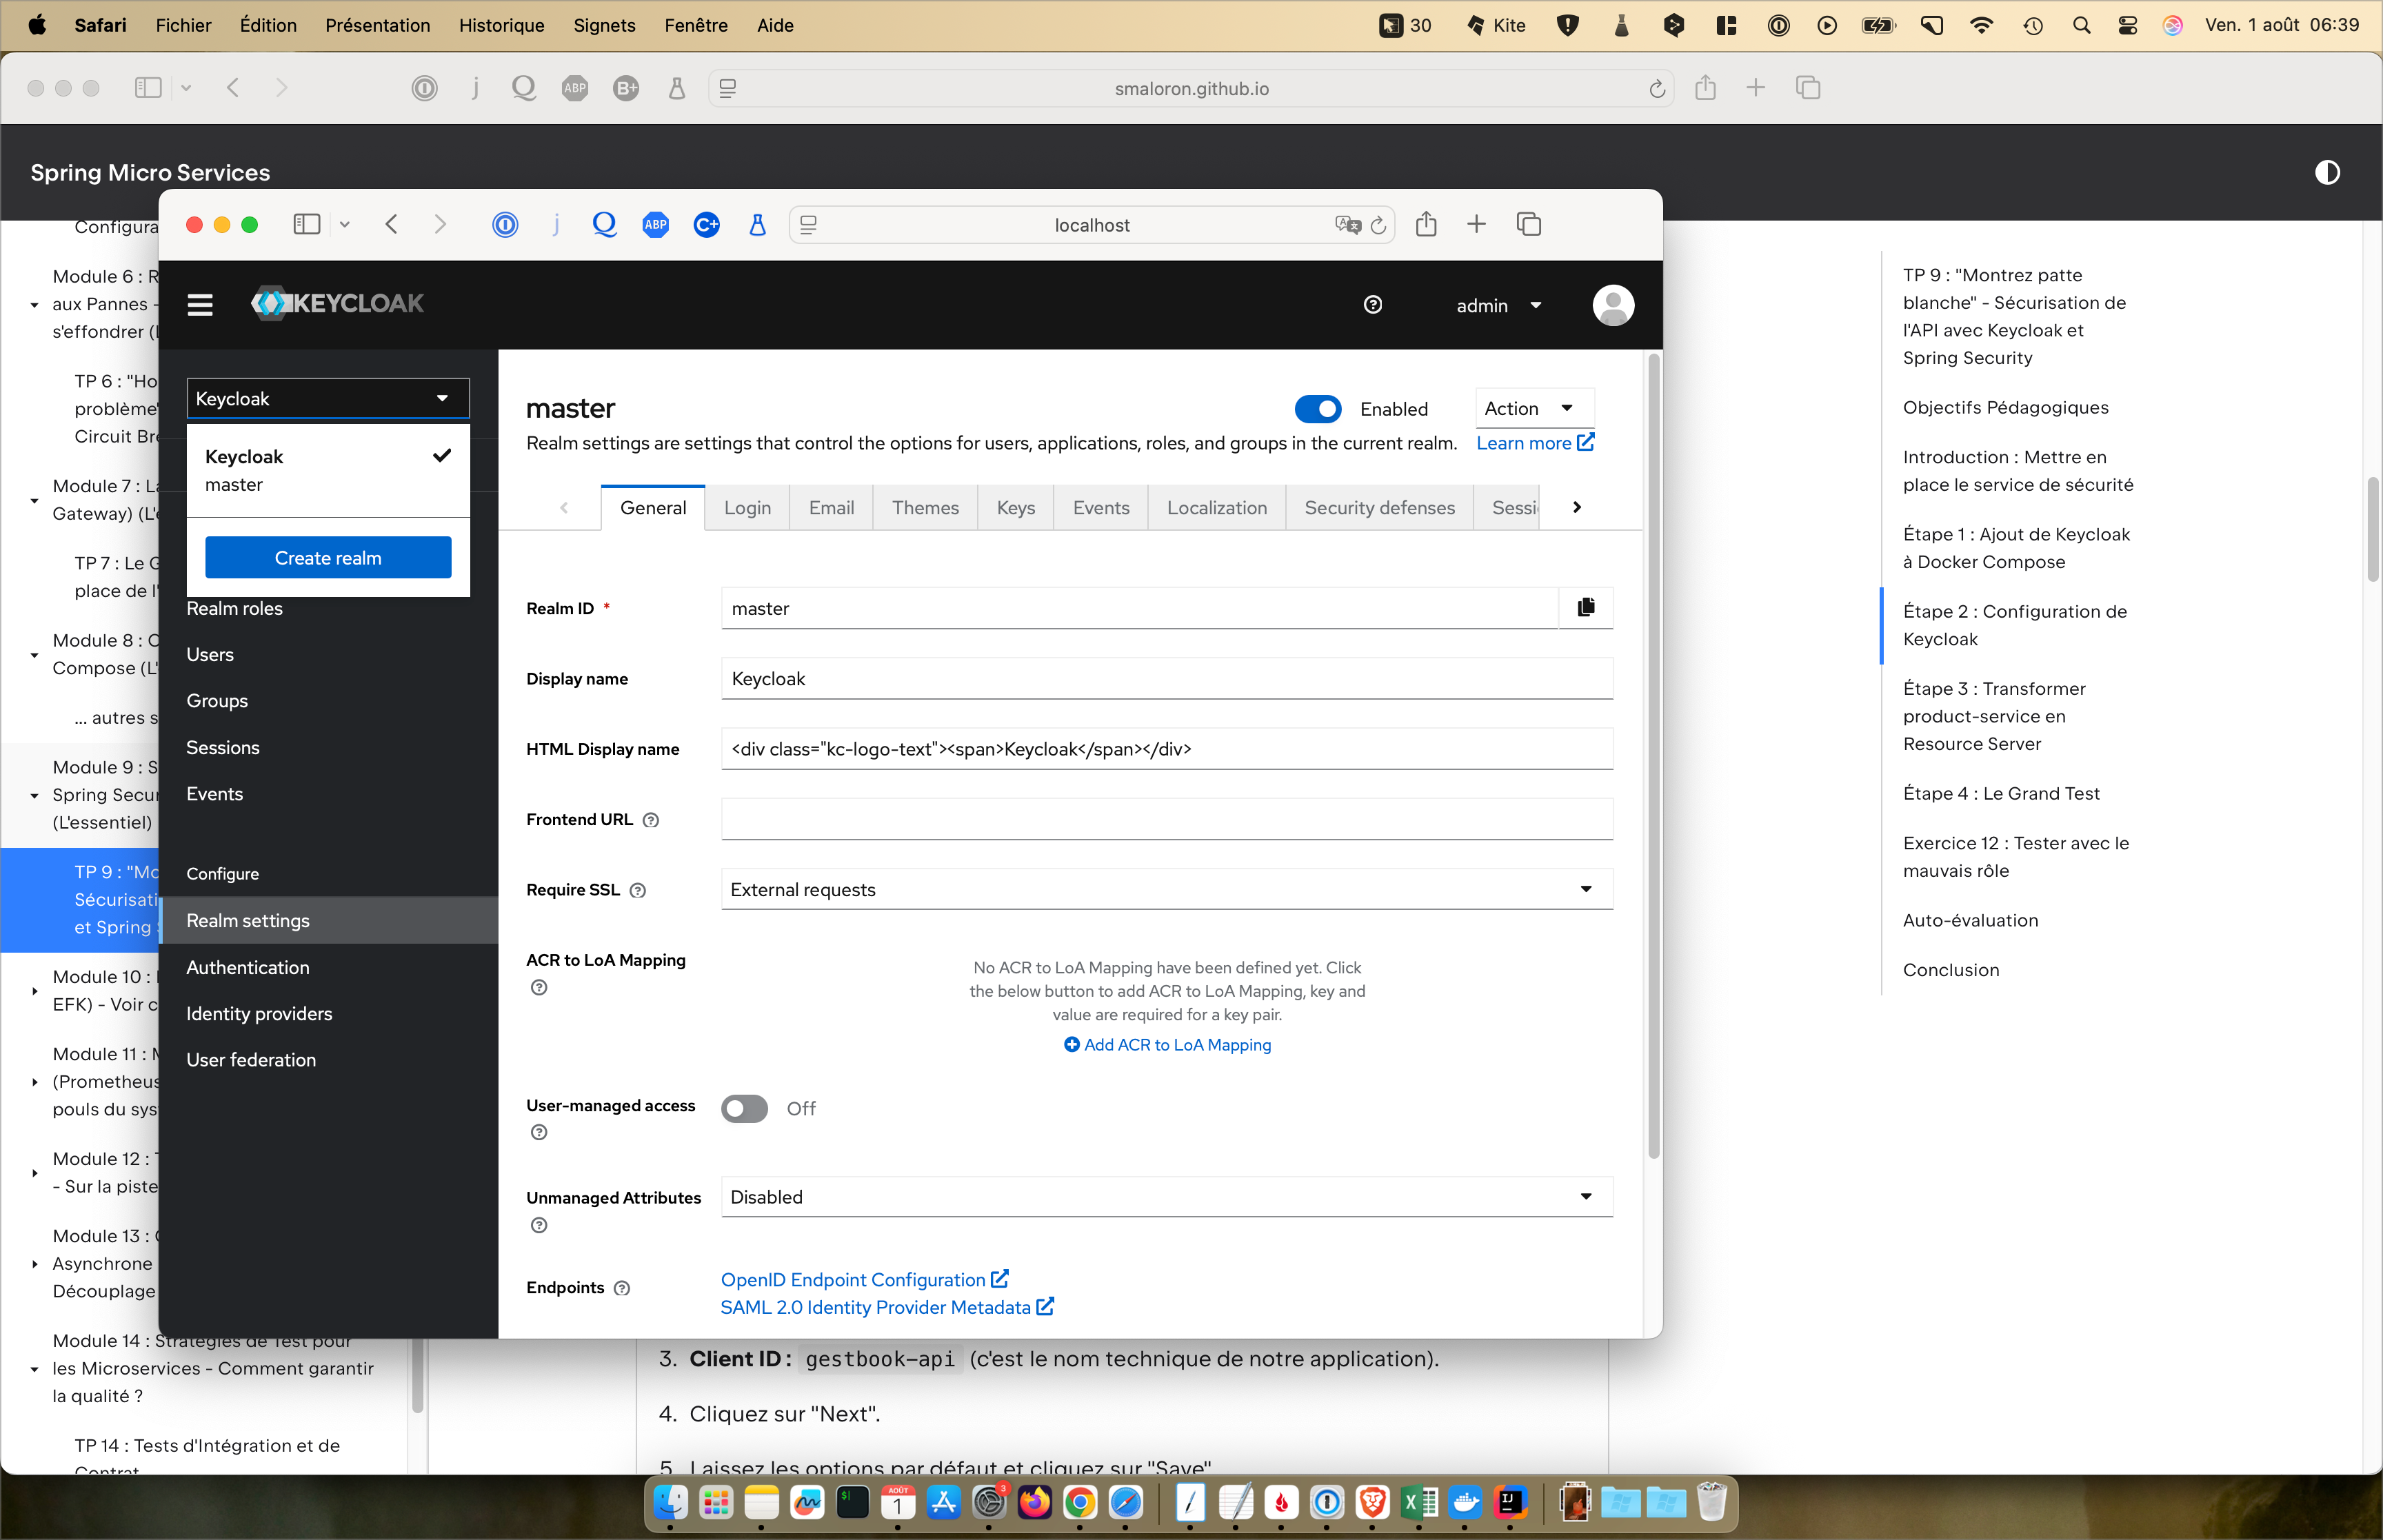 Safari Fichier Édition Présentation Historique Signets Fenêtre Aide 30 Kite Ven. 1 août 06:39
j ABP B+ smaloron.github.io
Spring Micro Services
Configura
Module 6 : R
aux Pannes -
s'effondrer (
TP 6 : "Ho
problème"
Circuit Bre
Module 7 : La
Gateway) (L'e
TP 7 : Le G
place de l'
Module 8 : C
Compose (L'
... autres s
Module 9 : S
Spring Secur
(L'essentiel)
TP 9 : "Mo
Sécurisati
et Spring
Module 10 :
EFK) - Voir c
Module 11 : M
(Prometheus
pouls du sys
Module 12 : T
- Sur la piste
Module 13 : C
Asynchrone
Découplage
Module 14 : Stratégies de Test pour
les Microservices - Comment garantir
la qualité ?
TP 14 : Tests d'Intégration et de
Contrat
j ABP C+ localhost
KEYCLOAK admin
Keycloak
Keycloak
master
Create realm
Realm roles
Users
Groups
Sessions
Events
Configure
Realm settings
Authentication
Identity providers
User federation
master Enabled Action
Realm settings are settings that control the options for users, applications, roles, and groups in the current realm. Learn more
General Login Email Themes Keys Events Localization Security defenses Sessi
Realm ID * master
Display name Keycloak
HTML Display name <div class="kc-logo-text"><span>Keycloak</span></div>
Frontend URL
Require SSL External requests
ACR to LoA Mapping
No ACR to LoA Mapping have been defined yet. Click
the below button to add ACR to LoA Mapping, key and
value are required for a key pair.
Add ACR to LoA Mapping
User-managed access Off
Unmanaged Attributes Disabled
Endpoints OpenID Endpoint Configuration
SAML 2.0 Identity Provider Metadata
3. Client ID : gestbook-api (c'est le nom technique de notre application).
4. Cliquez sur "Next".
5. Laissez les options par défaut et cliquez sur "Save"
TP 9 : "Montrez patte
blanche" - Sécurisation de
l'API avec Keycloak et
Spring Security
Objectifs Pédagogiques
Introduction : Mettre en
place le service de sécurité
Étape 1 : Ajout de Keycloak
à Docker Compose
Étape 2 : Configuration de
Keycloak
Étape 3 : Transformer
product-service en
Resource Server
Étape 4 : Le Grand Test
Exercice 12 : Tester avec le
mauvais rôle
Auto-évaluation
Conclusion
AOÛT
1
3